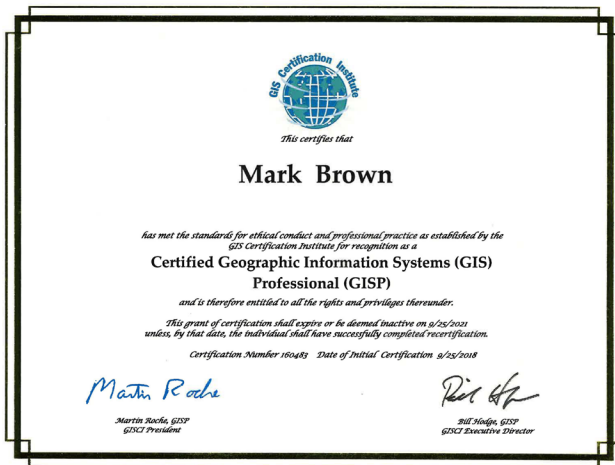 GIS Certification Institute
This certifies that
Mark Brown
has met the standards for ethical conduct and professional practice as established by the
GIS Certification Institute for recognition as a
Certified Geographic Information Systems (GIS)
Professional (GISP)
and is therefore entitled to all the rights and privileges thereunder.
This grant of certification shall expire or be deemed inactive on 9/25/2021
unless, by that date, the individual shall have successfully completed recertification.
Certification Number 160483 Date of Initial Certification 9/25/2018
Martin Roche
Martin Roche, GISP
GISCI President
Bill Hodge, GISP
GISCI Executive Director